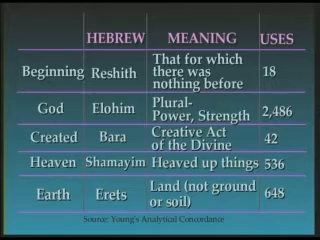 HEBREW MEANING USES
Beginning Reshith That for which there was nothing before 18
God Elohim Plural- Power, Strength 2,486
Created Bara Creative Act of the Divine 42
Heaven Shamayim Heaved up things 536
Earth Erets Land (not ground or soil) 648
Source: Young's Analytical Concordance